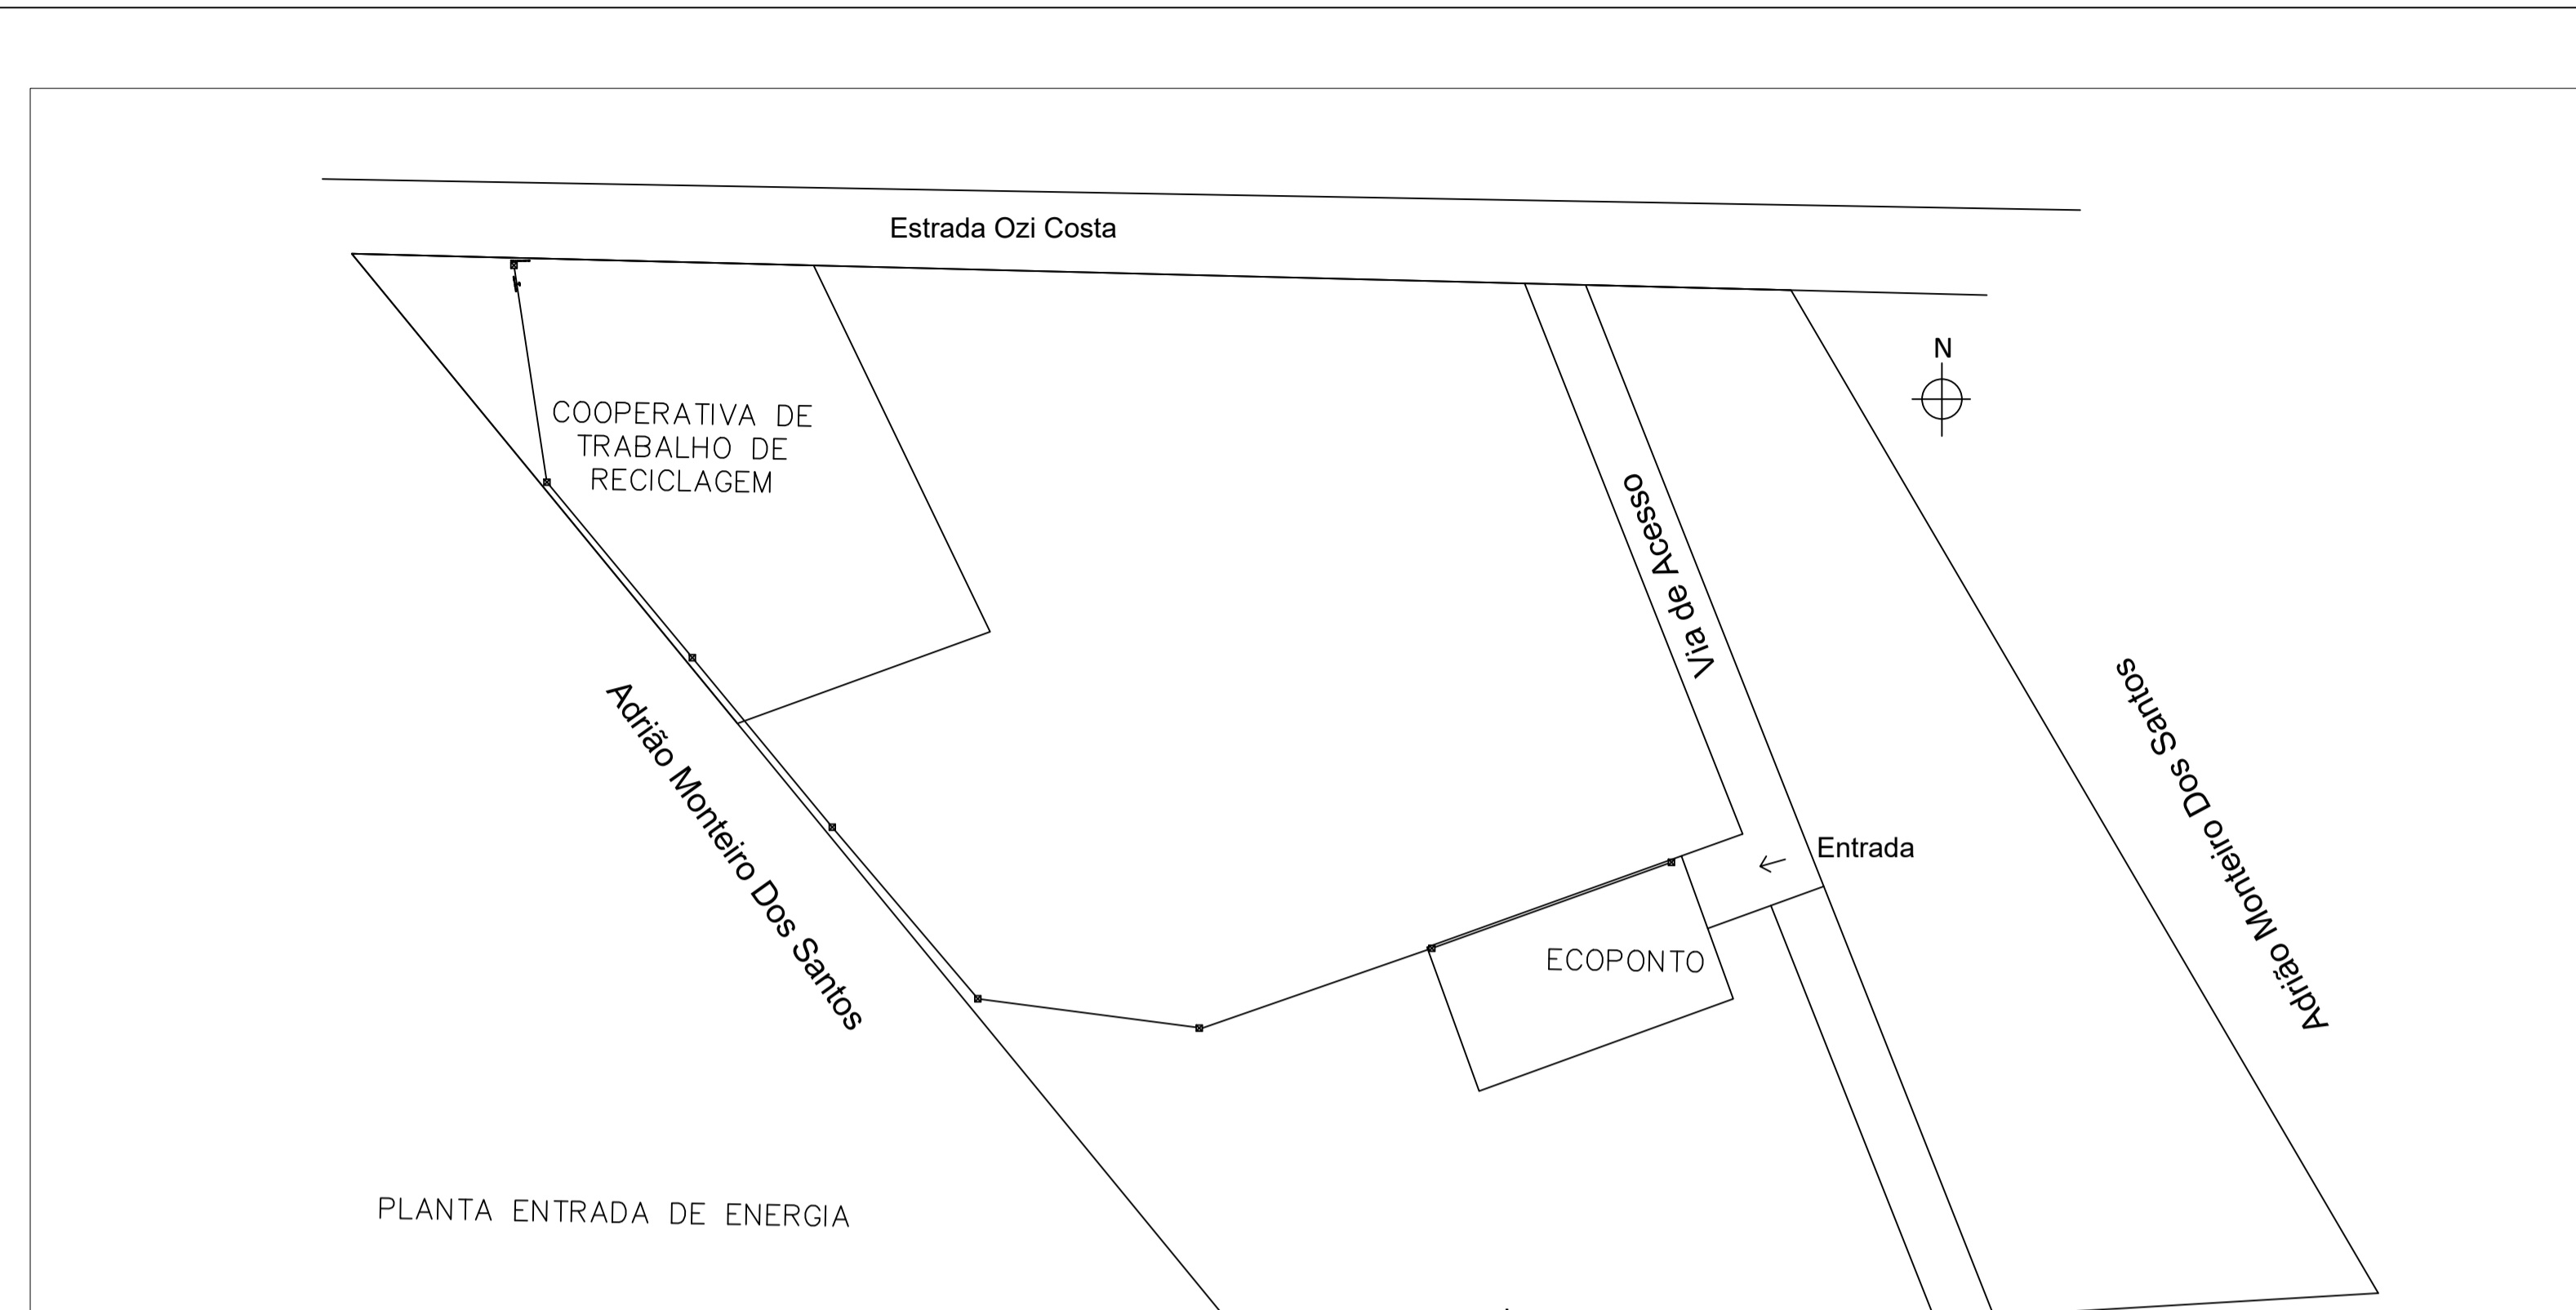 Estrada Ozi Costa
N
COOPERATIVA DE
TRABALHO DE
RECICLAGEM
Via de Acesso
Adrião Monteiro Dos Santos
Adrião Monteiro Dos Santos
Entrada
ECOPONTO
PLANTA ENTRADA DE ENERGIA